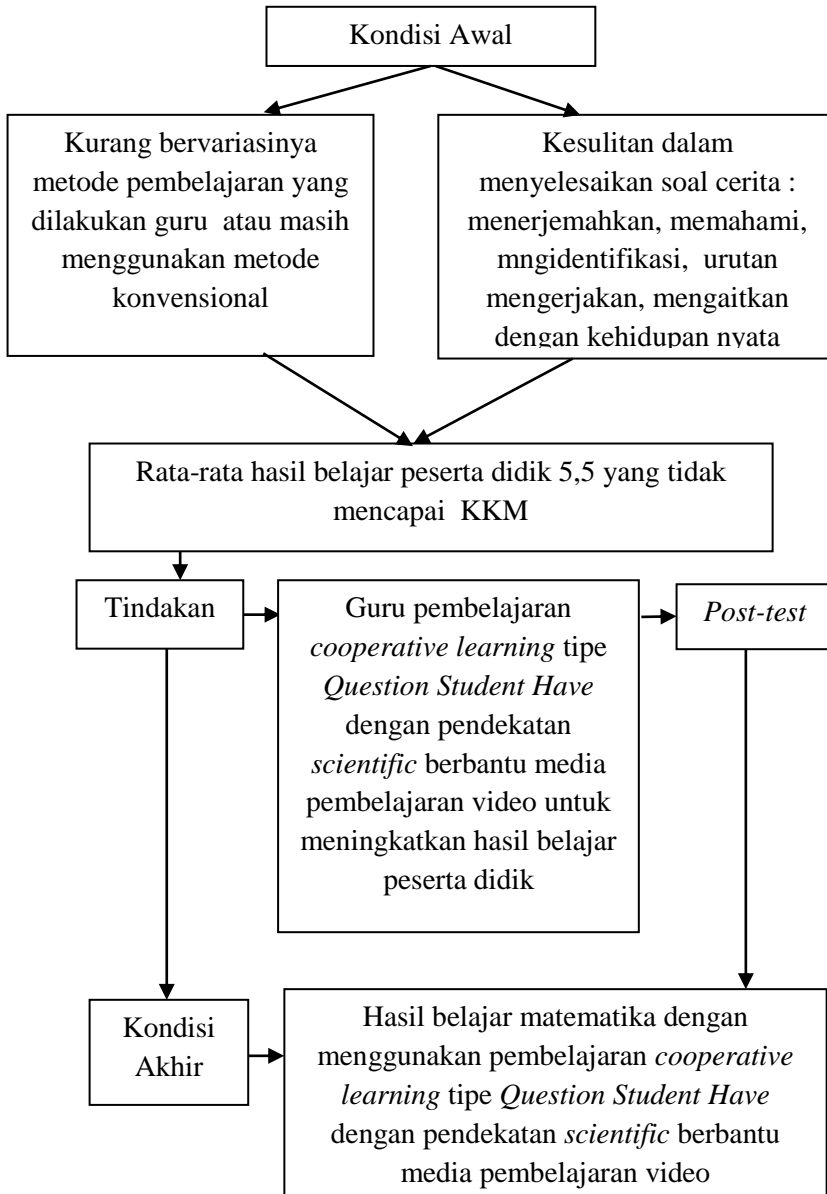 Kondisi Awal
Kurang bervariasinya
metode pembelajaran yang
dilakukan guru atau masih
menggunakan metode
konvensional
Kesulitan dalam
menyelesaikan soal cerita :
menerjemahkan, memahami,
mngidentifikasi, urutan
mengerjakan, mengaitkan
dengan kehidupan nyata
Rata-rata hasil belajar peserta didik 5,5 yang tidak
mencapai KKM
Tindakan
Guru pembelajaran
cooperative learning tipe
Question Student Have
dengan pendekatan
scientific berbantu media
pembelajaran video untuk
meningkatkan hasil belajar
peserta didik
Post-test
Kondisi
Akhir
Hasil belajar matematika dengan
menggunakan pembelajaran cooperative
learning tipe Question Student Have
dengan pendekatan scientific berbantu
media pembelajaran video